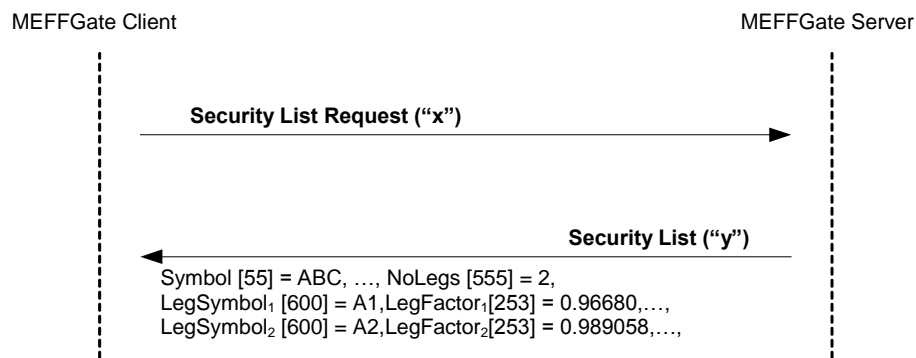 MEFFGate Client
MEFFGate Server
Security List Request (“x”)
Security List (“y”)
Symbol [55] = ABC, …, NoLegs [555] = 2,
LegSymbol₁ [600] = A1,LegFactor₁[253] = 0.96680,…,
LegSymbol₂ [600] = A2,LegFactor₂[253] = 0.989058,…,